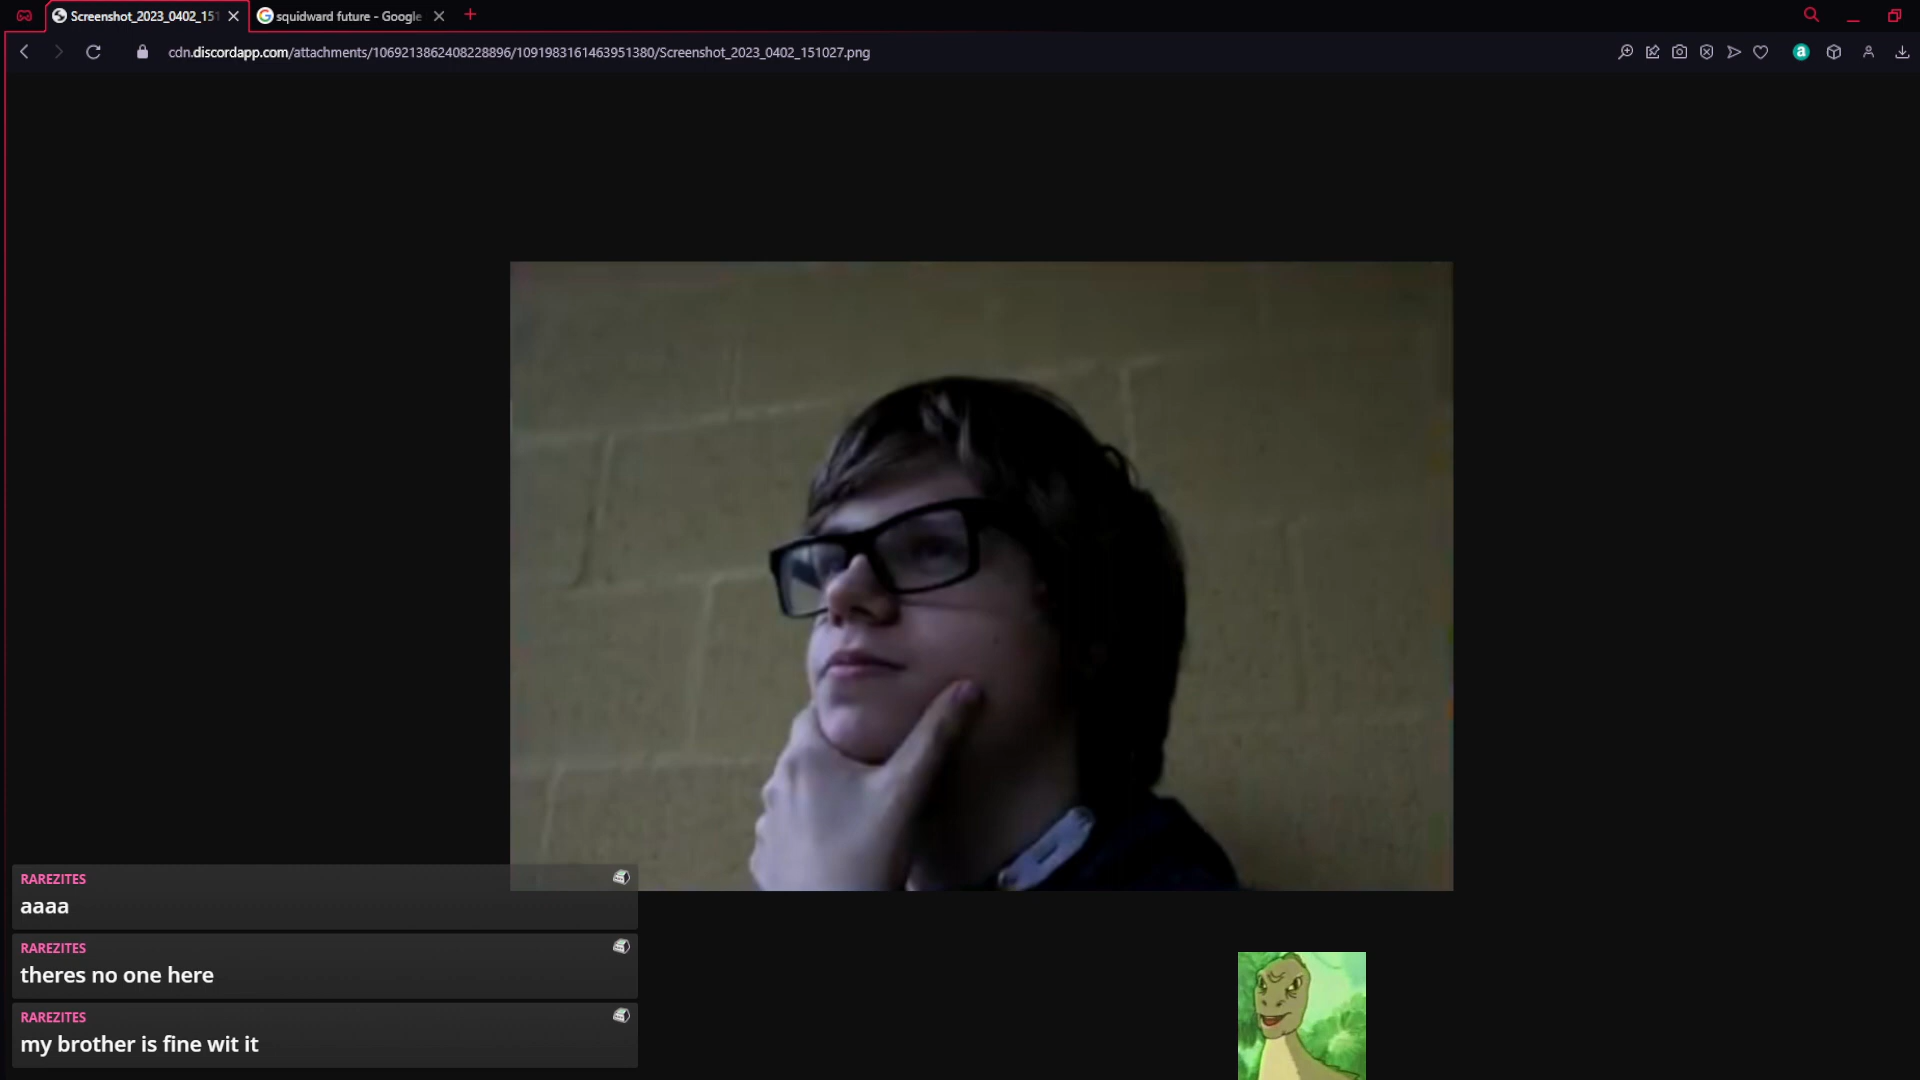 Screenshot_2023_0402_151
squidward future - Google
cdn.discordapp.com/attachments/1069213862408228896/1091983161463951380/Screenshot_2023_0402_151027.png
a
RAREZITES
aaaa
RAREZITES
theres no one here
RAREZITES
my brother is fine wit it